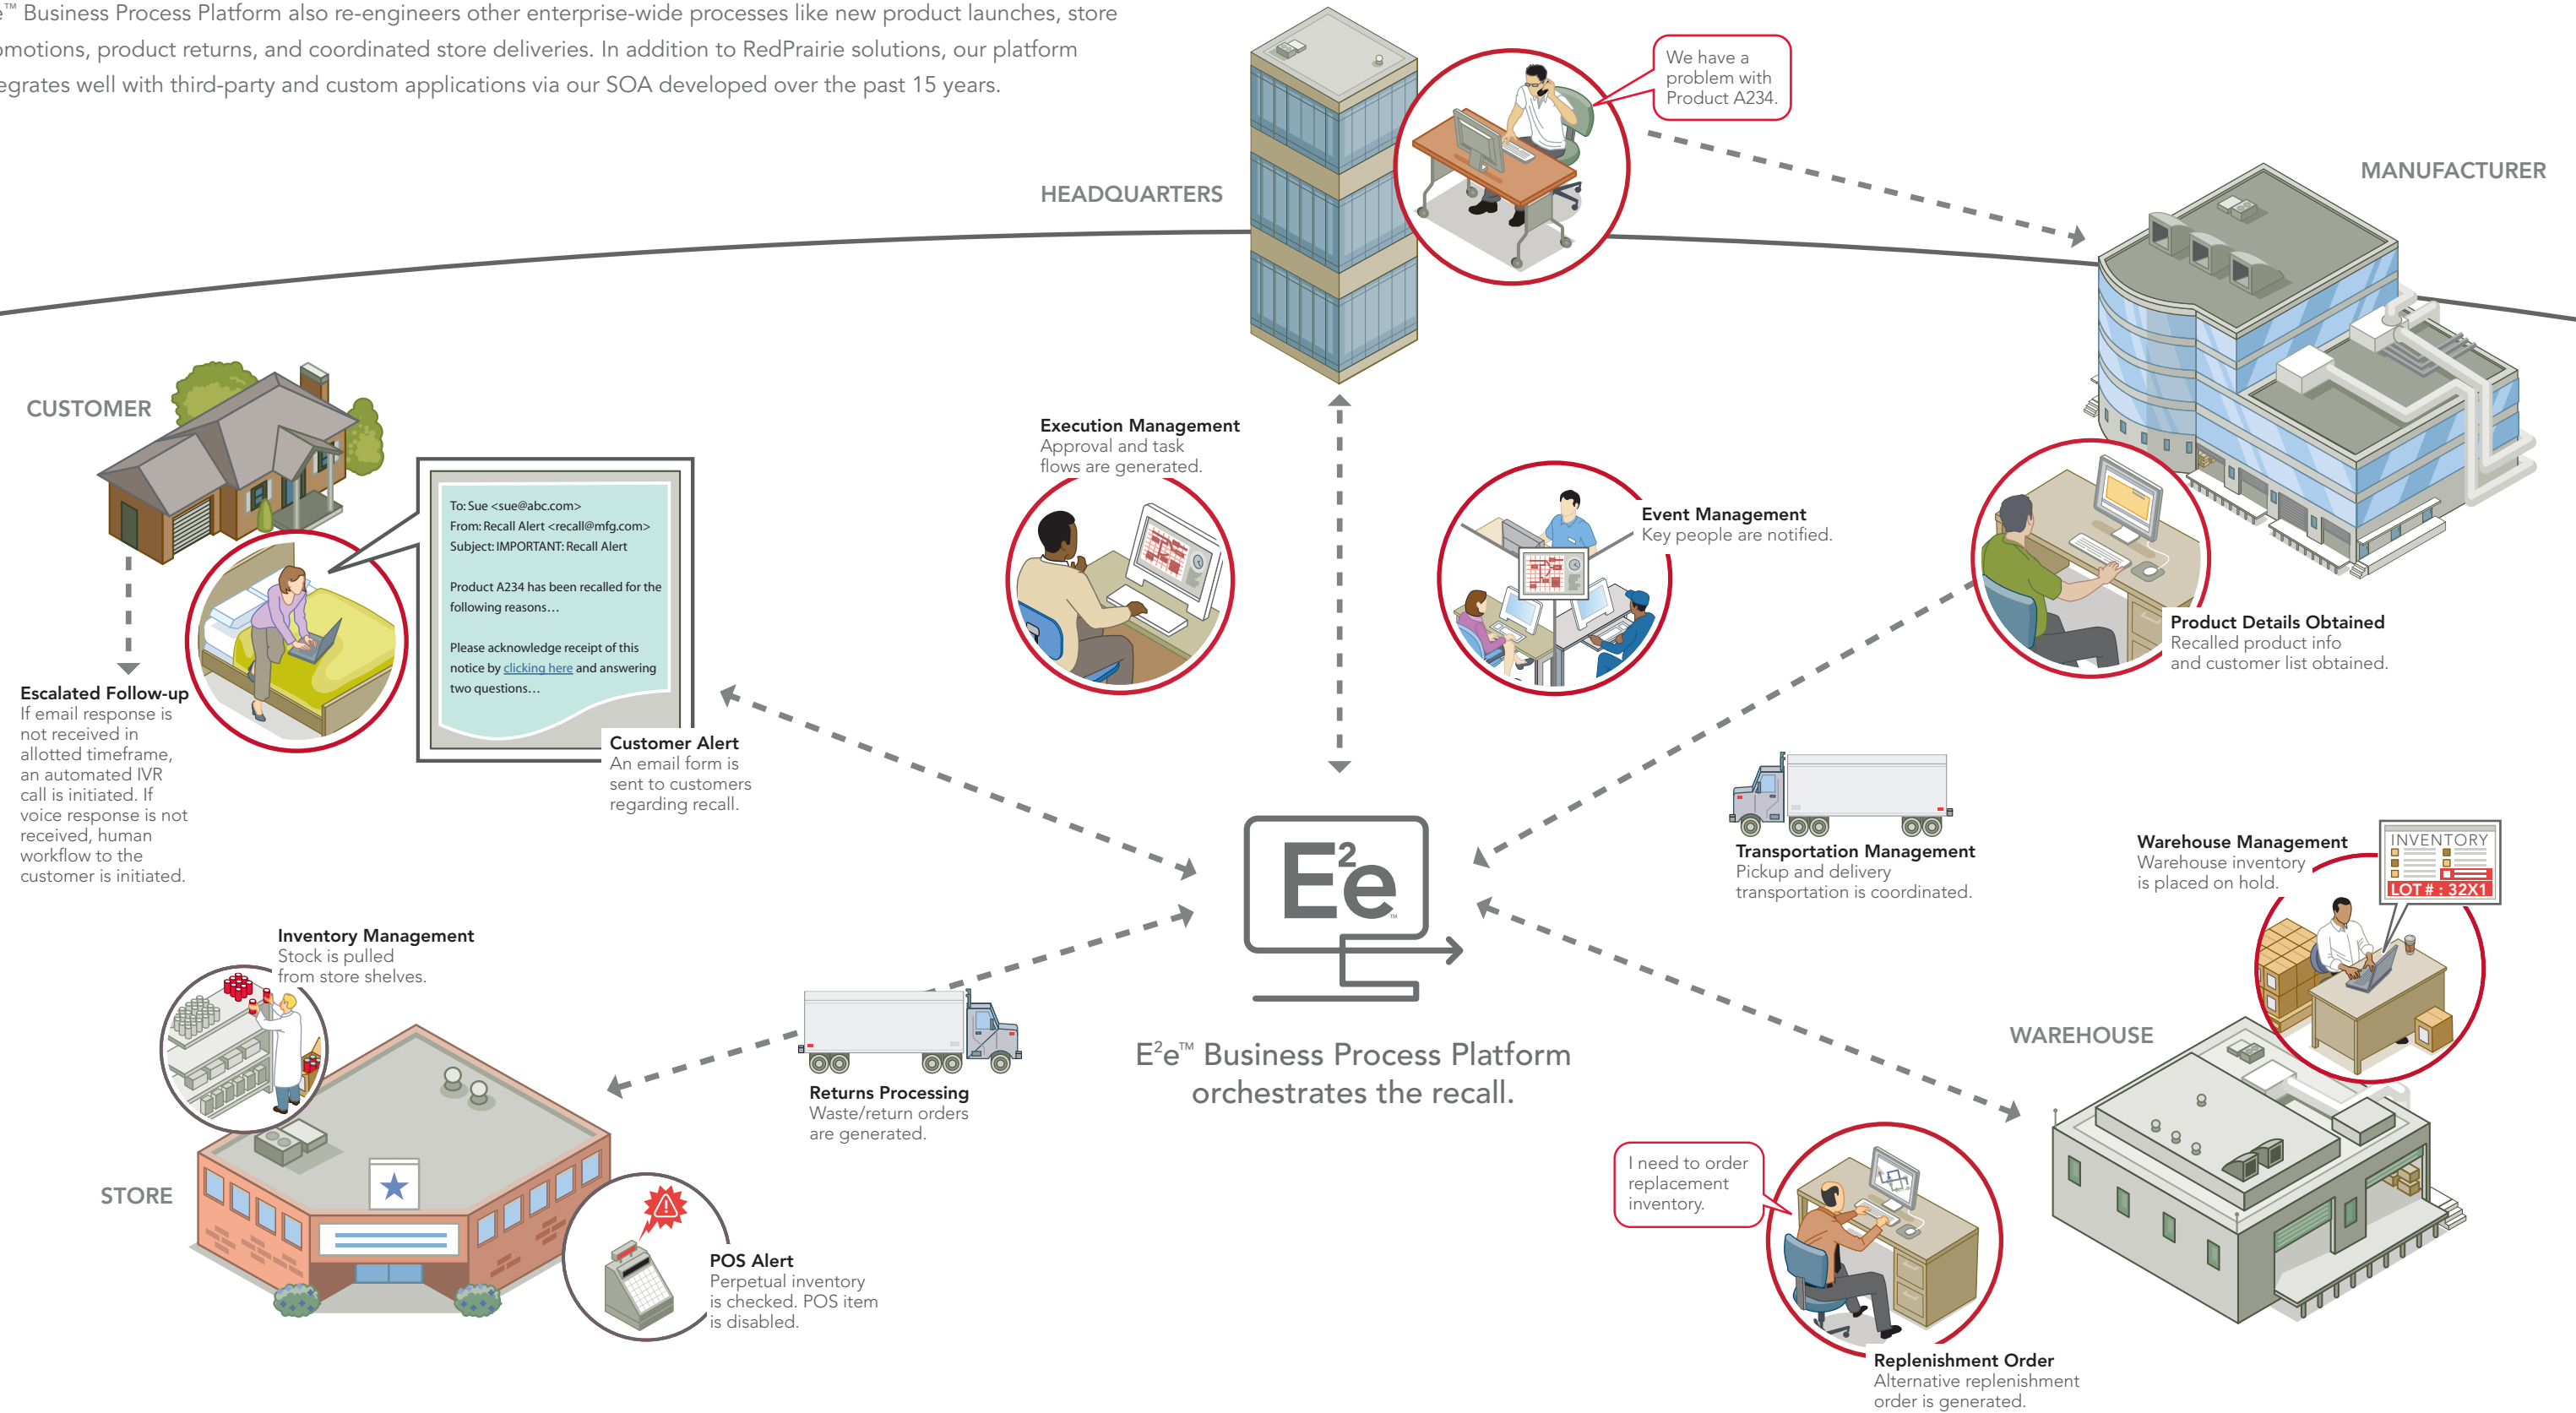 Business Process Platform also re-engineers other enterprise-wide processes like new product launches, store
product returns, and coordinated store deliveries. In addition to RedPrairie solutions, our platform
well with third-party and custom applications via our SOA developed over the past 15 years.
HEADQUARTERS
We have a
problem with
Product A234.
MANUFACTURER
CUSTOMER
To: Sue <sue@abc.com>
From: Recall Alert <recall@mfg.com>
Subject: IMPORTANT: Recall Alert
Product A234 has been recalled for the
following reasons…
Please acknowledge receipt of this
notice by clicking here and answering
two questions…
Customer Alert
An email form is
sent to customers
regarding recall.
Escalated Follow-up
If email response is
not received in
allotted timeframe,
an automated IVR
call is initiated. If
voice response is not
received, human
workflow to the
customer is initiated.
Execution Management
Approval and task
flows are generated.
Event Management
Key people are notified.
Product Details Obtained
Recalled product info
and customer list obtained.
Transportation Management
Pickup and delivery
transportation is coordinated.
Warehouse Management
Warehouse inventory
is placed on hold.
INVENTORY
LOT # : 32X1
WAREHOUSE
E²e™
E²e™ Business Process Platform
orchestrates the recall.
Inventory Management
Stock is pulled
from store shelves.
Returns Processing
Waste/return orders
are generated.
STORE
POS Alert
Perpetual inventory
is checked. POS item
is disabled.
I need to order
replacement
inventory.
Replenishment Order
Alternative replenishment
order is generated.